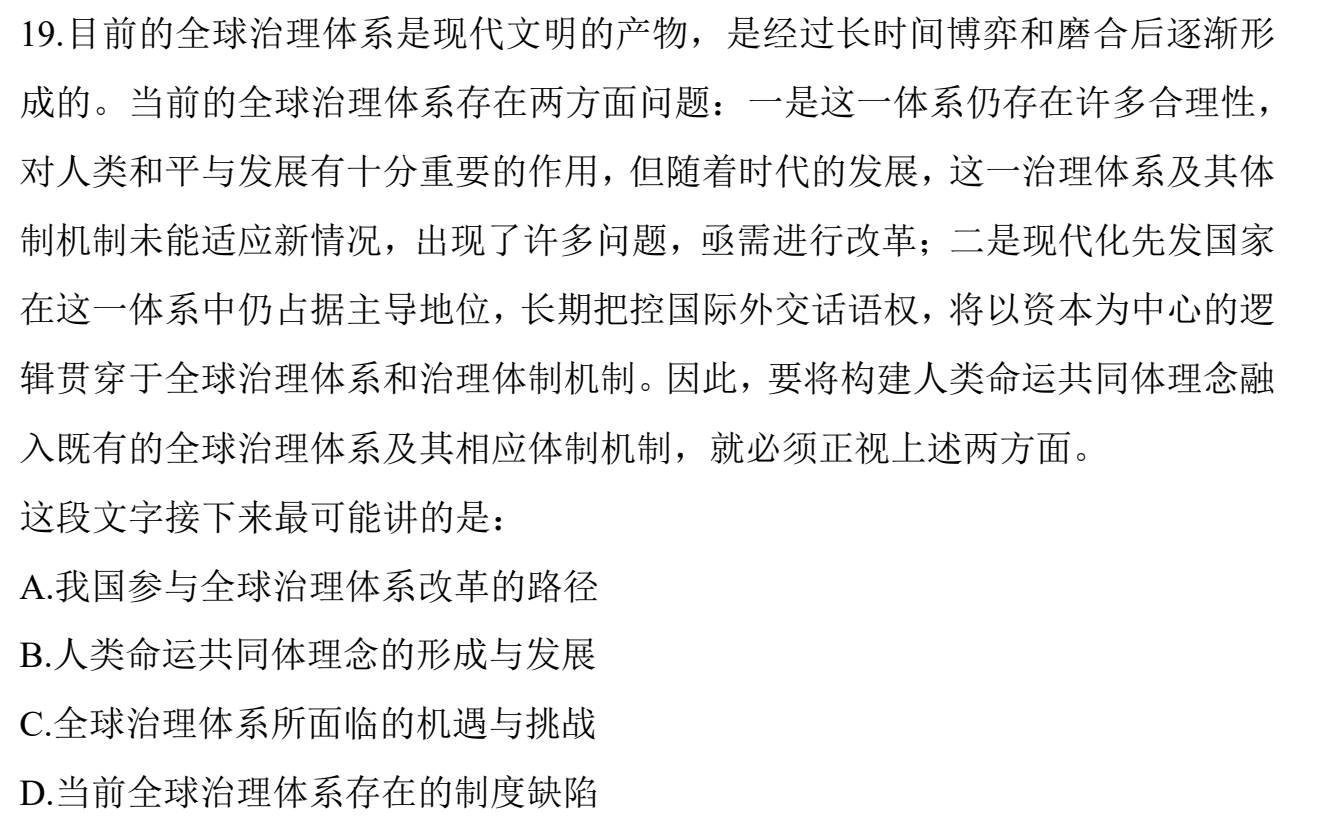 19.目前的全球治理体系是现代文明的产物，是经过长时间博弈和磨合后逐渐形
成的。当前的全球治理体系存在两方面问题：一是这一体系仍存在许多合理性，
对人类和平与发展有十分重要的作用，但随着时代的发展，这一治理体系及其体
制机制未能适应新情况，出现了许多问题，亟需进行改革；二是现代化先发国家
在这一体系中仍占据主导地位，长期把控国际外交话语权，将以资本为中心的逻
辑贯穿于全球治理体系和治理体制机制。因此，要将构建人类命运共同体理念融
入既有的全球治理体系及其相应体制机制，就必须正视上述两方面。
这段文字接下来最可能讲的是：
A.我国参与全球治理体系改革的路径
B.人类命运共同体理念的形成与发展
C.全球治理体系所面临的机遇与挑战
D.当前全球治理体系存在的制度缺陷